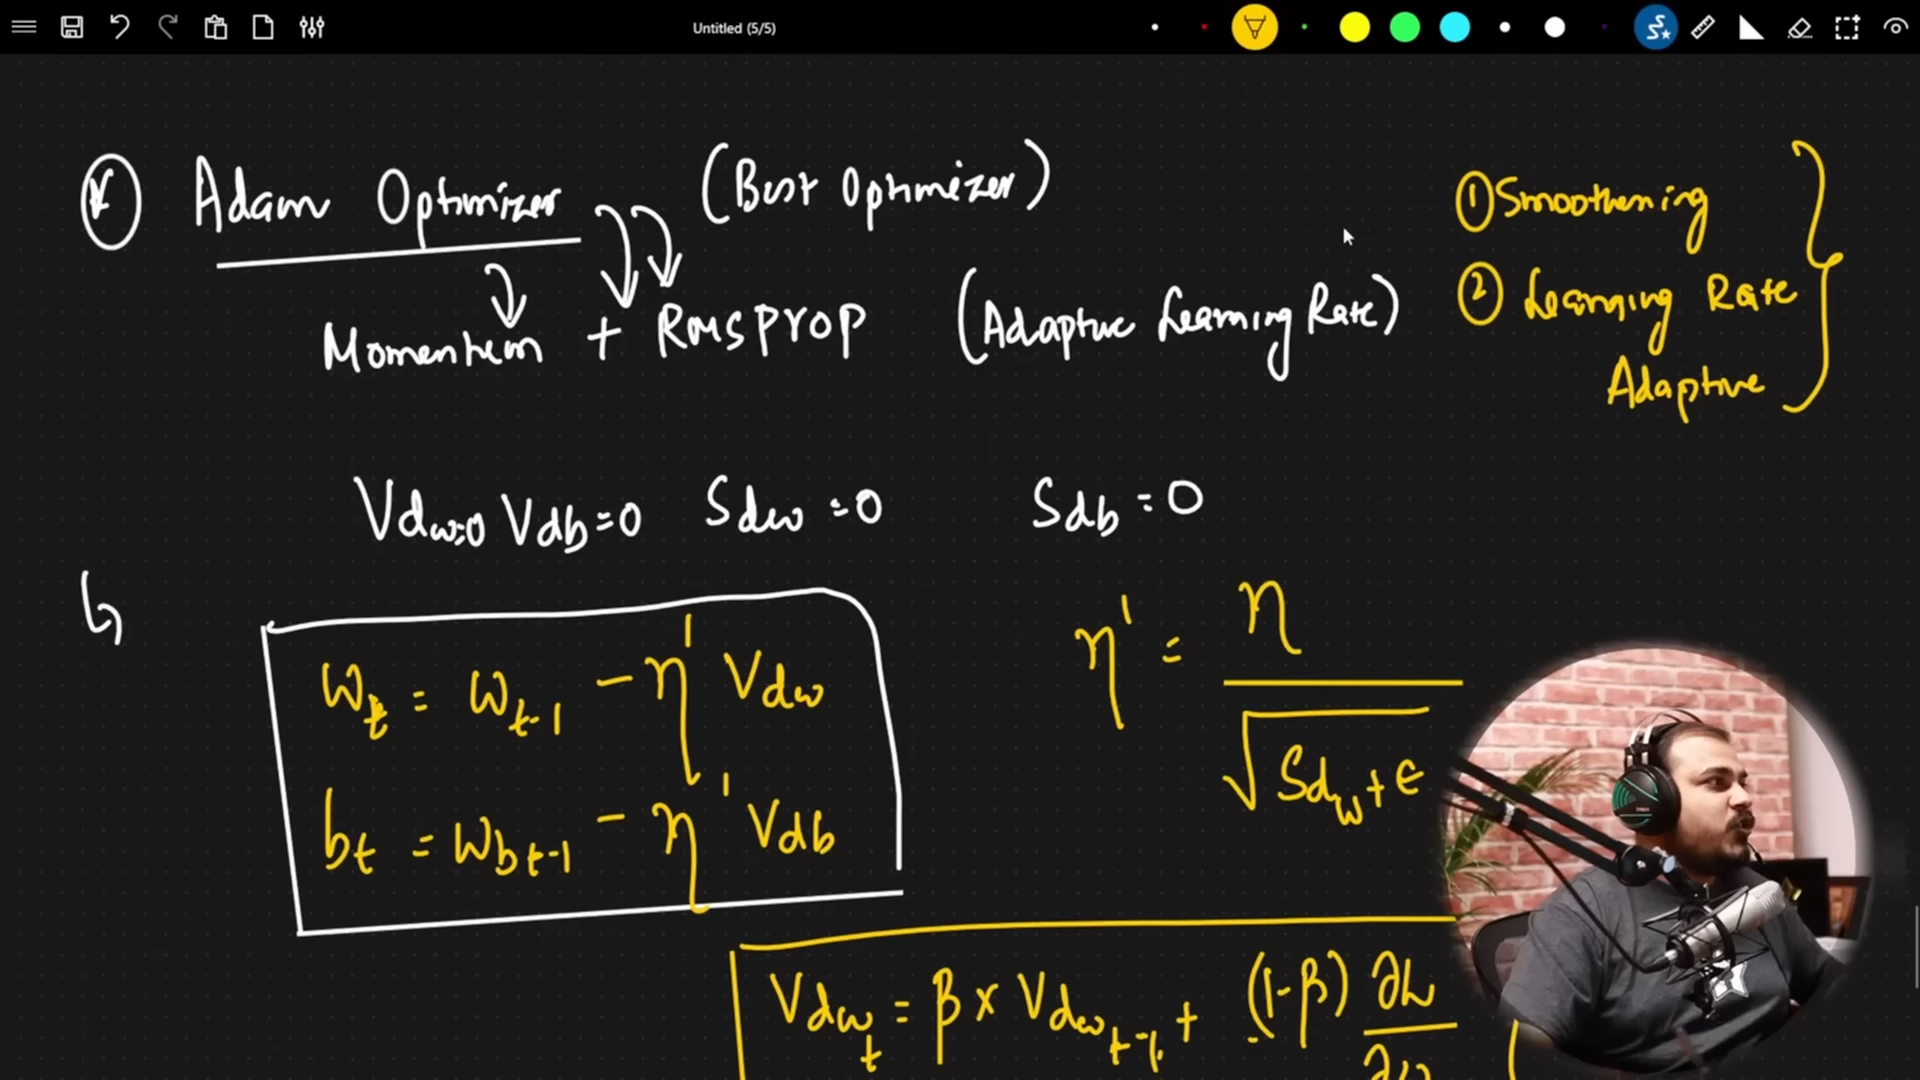 Untitled (5/5)
Adam Optimizer (Best Optimizer)
Momentum + RMSPROP (Adaptive Learning Rate)
① Smoothening
② Learning Rate
Adaptive
Vdw=0 Vdb=0 Sdw=0 Sdb=0
η' = η / √(Sdw+ϵ)
wt = wt-1 - η' Vdw
bt = wbt-1 - η' Vdb
Vdwt = β x Vdwt-1 + (1-β) ∂L/∂w